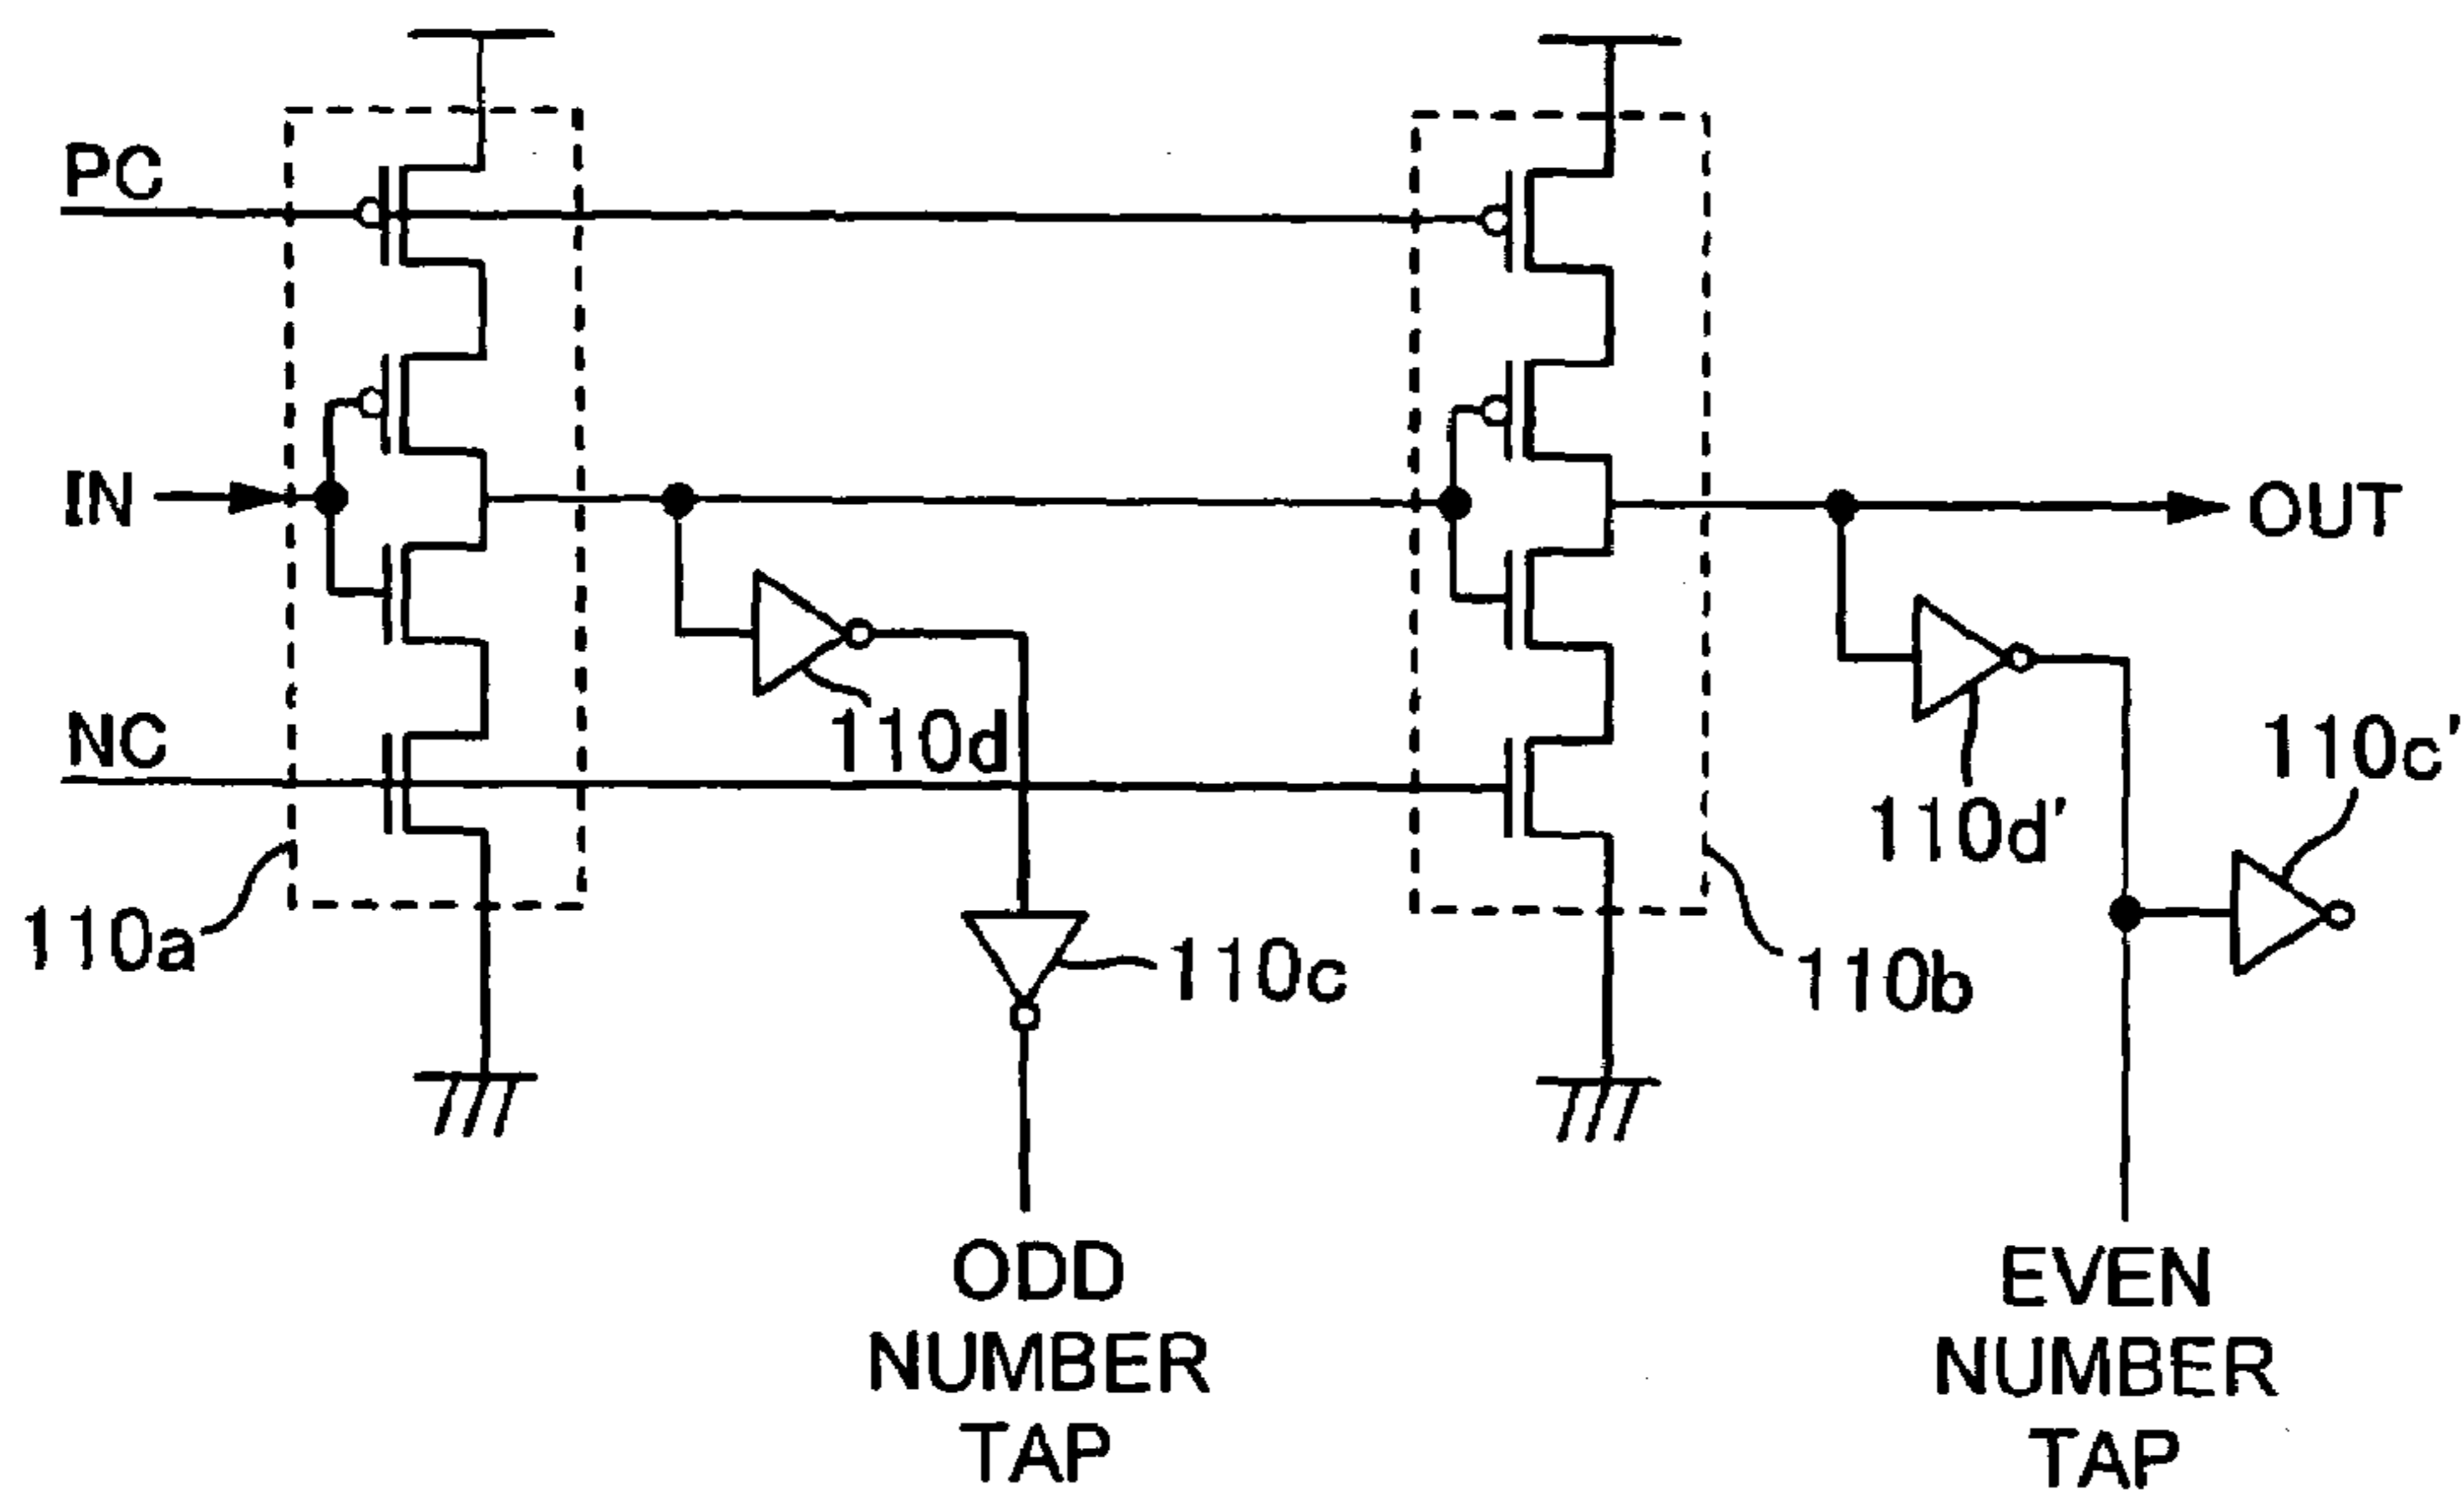 PC
IN
OUT
NC
110d
110c'
110d'
110a
110c
110b
ODD
NUMBER
TAP
EVEN
NUMBER
TAP